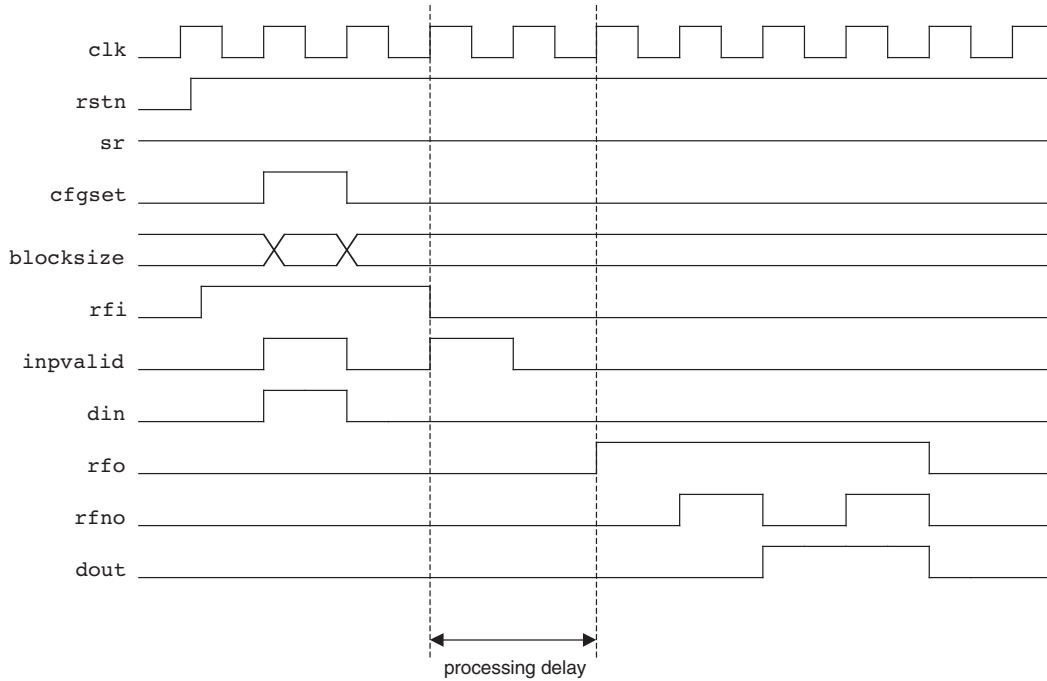 clk
rstn
sr
cfgset
blocksize
rfi
inpvalid
din
rfo
rfno
dout
processing delay